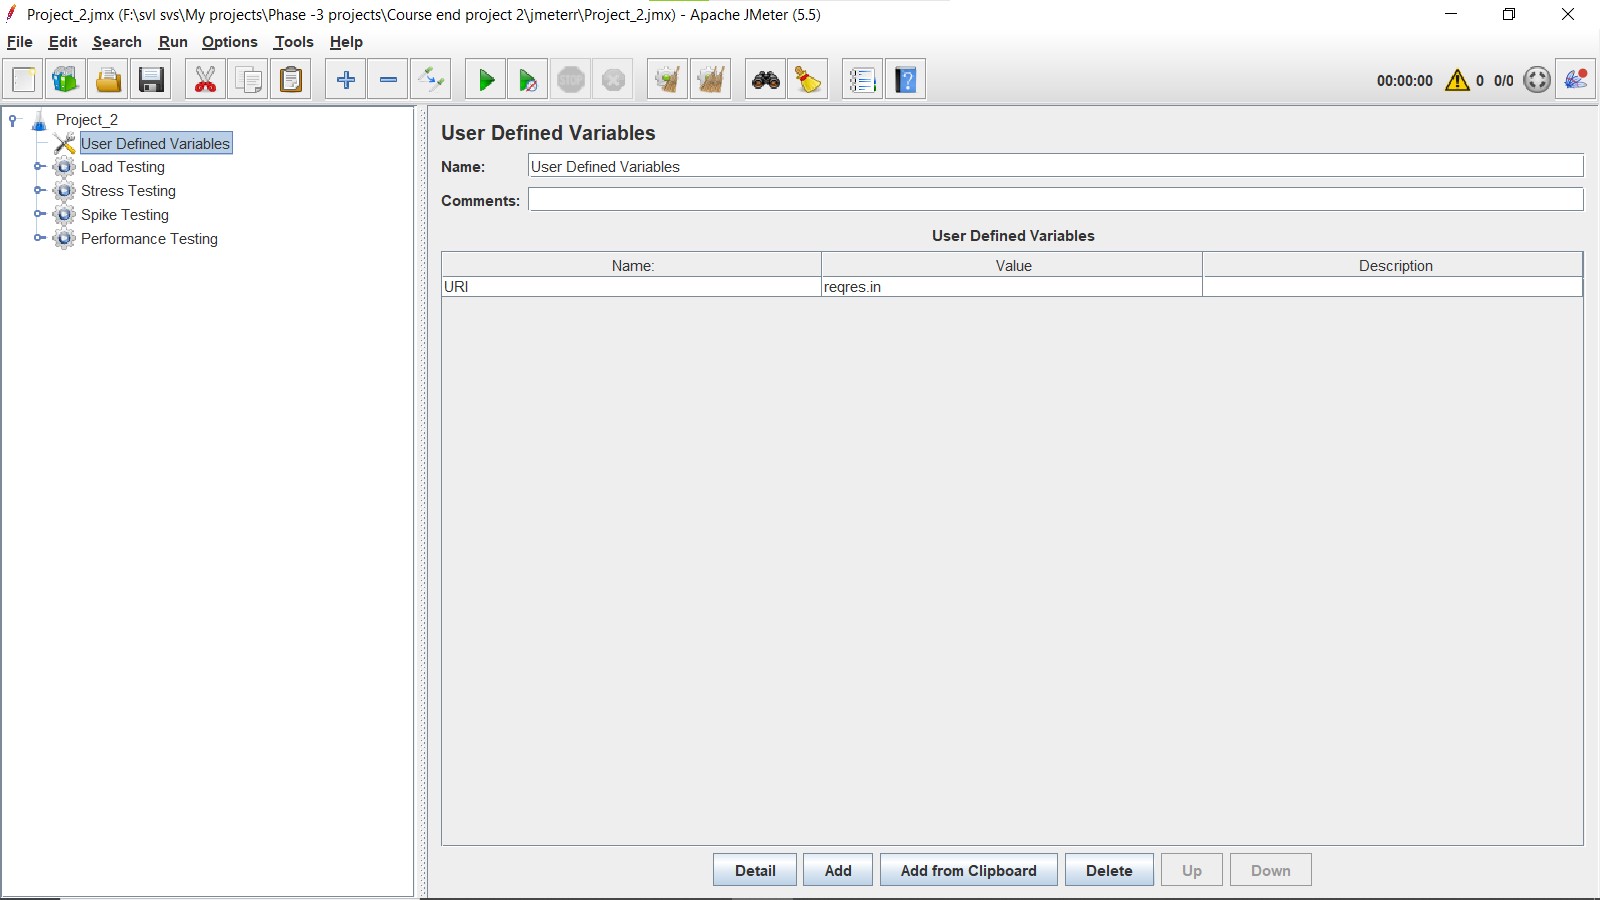 Project_2.jmx (F:\svl svs\My projects\Phase -3 projects\Course end project 2\jmeterr\Project_2.jmx) - Apache JMeter (5.5)
File Edit Search Run Options Tools Help
STOP 00:00:00 0 0/0
Project_2
User Defined Variables
Load Testing
Stress Testing
Spike Testing
Performance Testing
User Defined Variables
Name: User Defined Variables
Comments:
User Defined Variables
Name: Value Description
URI reqres.in
Detail Add Add from Clipboard Delete Up Down